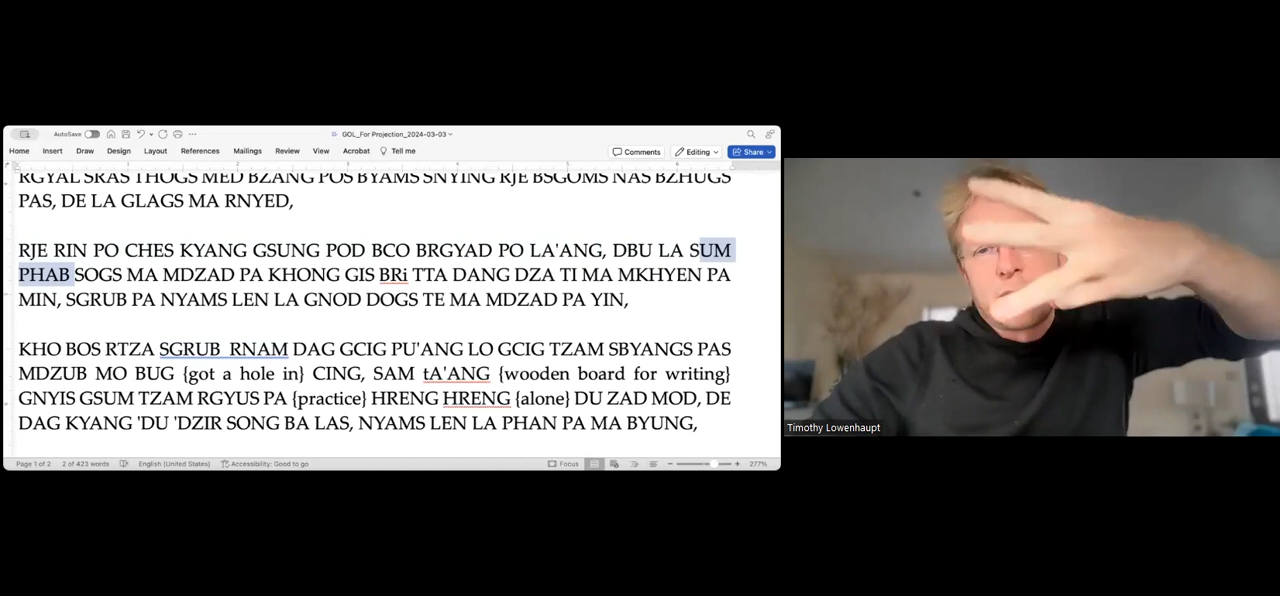 AutoSave
GOL_For Projection_2024-03-03
Home Insert Draw Design Layout References Mailings Review View Acrobat Tell me
Comments Editing Share
1 2 3 4 5 6
RGYAL SRAS THOGS MED BZANG POS BYAMS SNYING RJE BSGOMS NAS BZHUGS
PAS, DE LA GLAGS MA RNYED,
RJE RIN PO CHES KYANG GSUNG POD BCO BRGYAD PO LA'ANG, DBU LA SUM
PHAB SOGS MA MDZAD PA KHONG GIS BRi TTA DANG DZA TI MA MKHYEN PA
MIN, SGRUB PA NYAMS LEN LA GNOD DOGS TE MA MDZAD PA YIN,
KHO BOS RTZA SGRUB RNAM DAG GCIG PU'ANG LO GCIG TZAM SBYANGS PAS
MDZUB MO BUG {got a hole in} CING, SAM tA'ANG {wooden board for writing}
GNYIS GSUM TZAM RGYUS PA {practice} HRENG HRENG {alone} DU ZAD MOD, DE
DAG KYANG 'DU 'DZIR SONG BA LAS, NYAMS LEN LA PHAN PA MA BYUNG,
Timothy Lowenhaupt
Page 1 of 2 2 of 423 words English (United States) Accessibility: Good to go Focus 277%